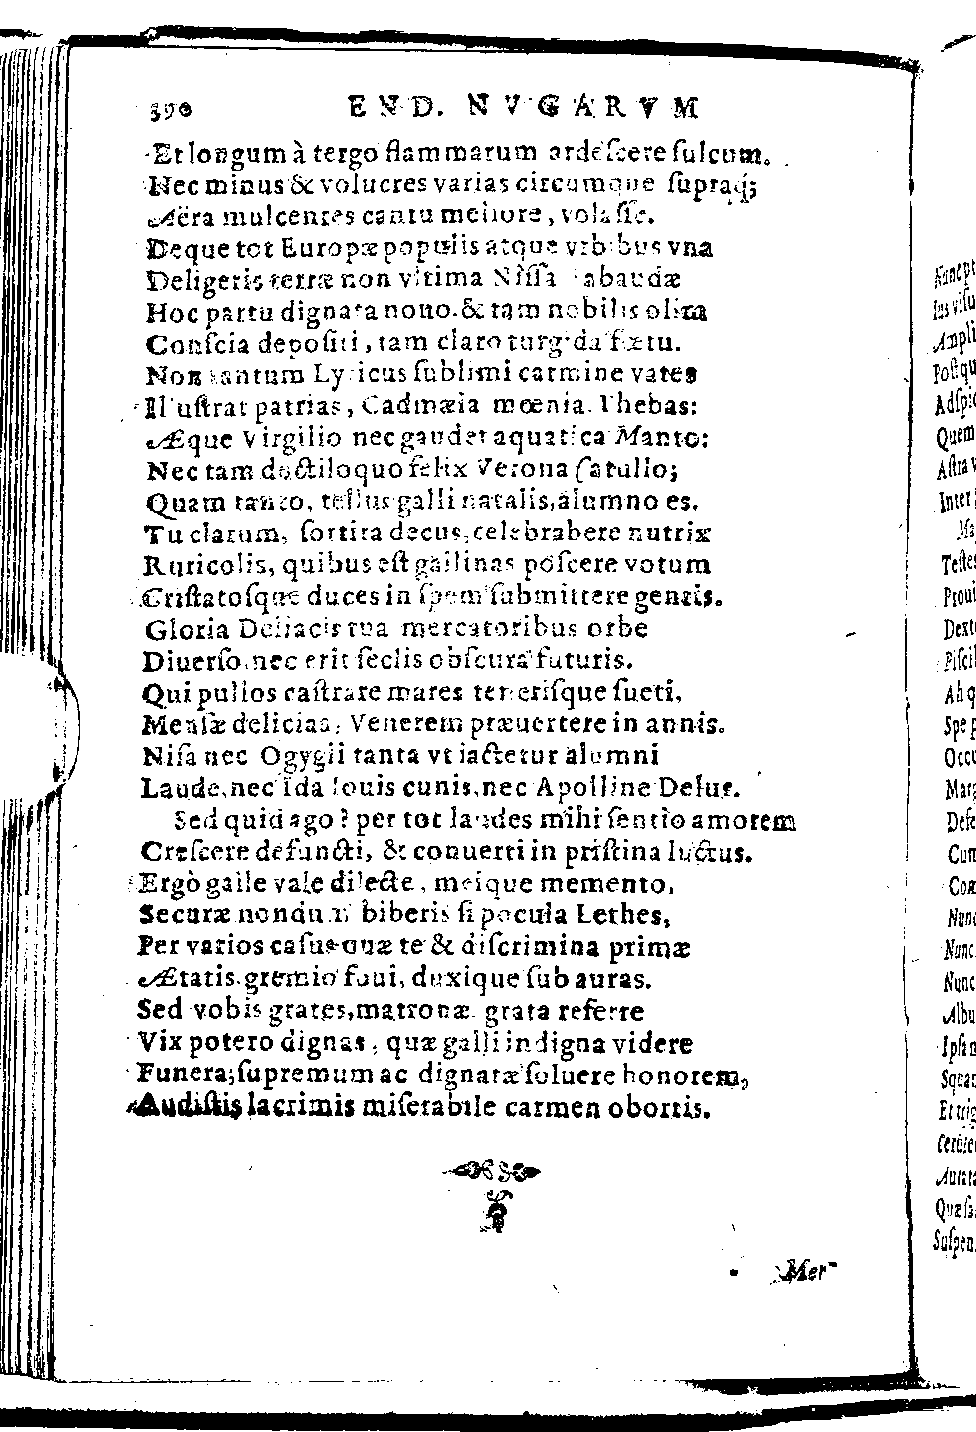 390 END. NVGARVM
Et longum à tergo flammarum ardeſcere ſulcum.
Nec minus & volucres varias circumque ſupraq́;
Aëra mulcentes cantu meliore, volaſſe.
Deque tot Europæ populis atque vrbibus vna
Deligeris terræ non vltima Niſſa Sabaudæ
Hoc partu dignata nouo. & tam nobilis olim
Conſcia depoſiti, tam claro turgida fœtu.
Non tantum Lyricus ſublimi carmine vates
Illuſtrat patrias, Cadmæia mœnia. Thebas:
Æque Virgilio nec gaudet aquatica Manto:
Nec tam doctiloquo felix Verona Catullo;
Quam tanto, tellus galli natalis, alumno es.
Tu clarum, ſortita decus, celebrabere nutrix
Ruricolis, quibus eſt gallinas poſcere votum
Criſtatoſque duces in ſpem ſubmittere gentis.
Gloria Deliacis tua mercatoribus orbe
Diuerſo, nec erit ſeclis obſcura futuris.
Qui pullos caſtrare mares teneriſque ſueti,
Menſæ delicias, Venerem præuertere in annis.
Niſa nec Ogygii tanta vt iactetur alumni
Laude, nec Ida Iouis cunis, nec Apolline Delus.
Sed quid ago? per tot laudes mihi ſentio amorem
Creſcere defuncti, & conuerti in priſtina luctus.
Ergò galle vale dilecte, meique memento,
Securæ nondum biberis ſi pocula Lethes,
Per varios caſus quæ te & diſcrimina primæ
Ætatis gremio foui, duxique ſub auras.
Sed vobis grates, matronæ grata referre
Vix potero dignas, quæ galli indigna videre
Funera; ſupremum ac dignatæ ſoluere honorem,
Audiſtis lacrimis miſerabile carmen obortis.
Mer-